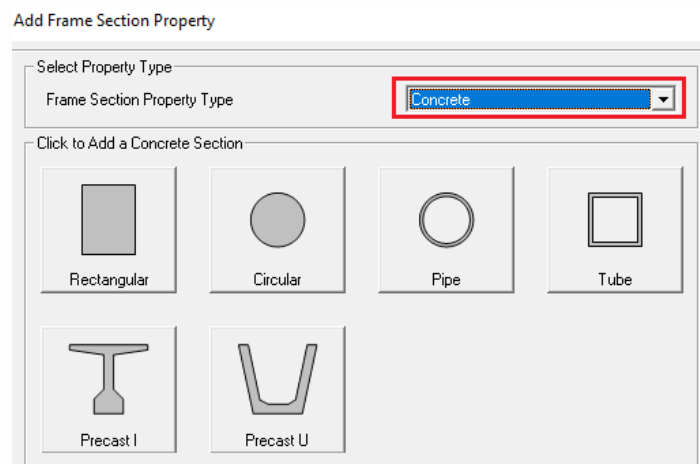 Add Frame Section Property
Select Property Type
Frame Section Property Type
Concrete
Click to Add a Concrete Section
Rectangular
Circular
Pipe
Tube
Precast I
Precast U